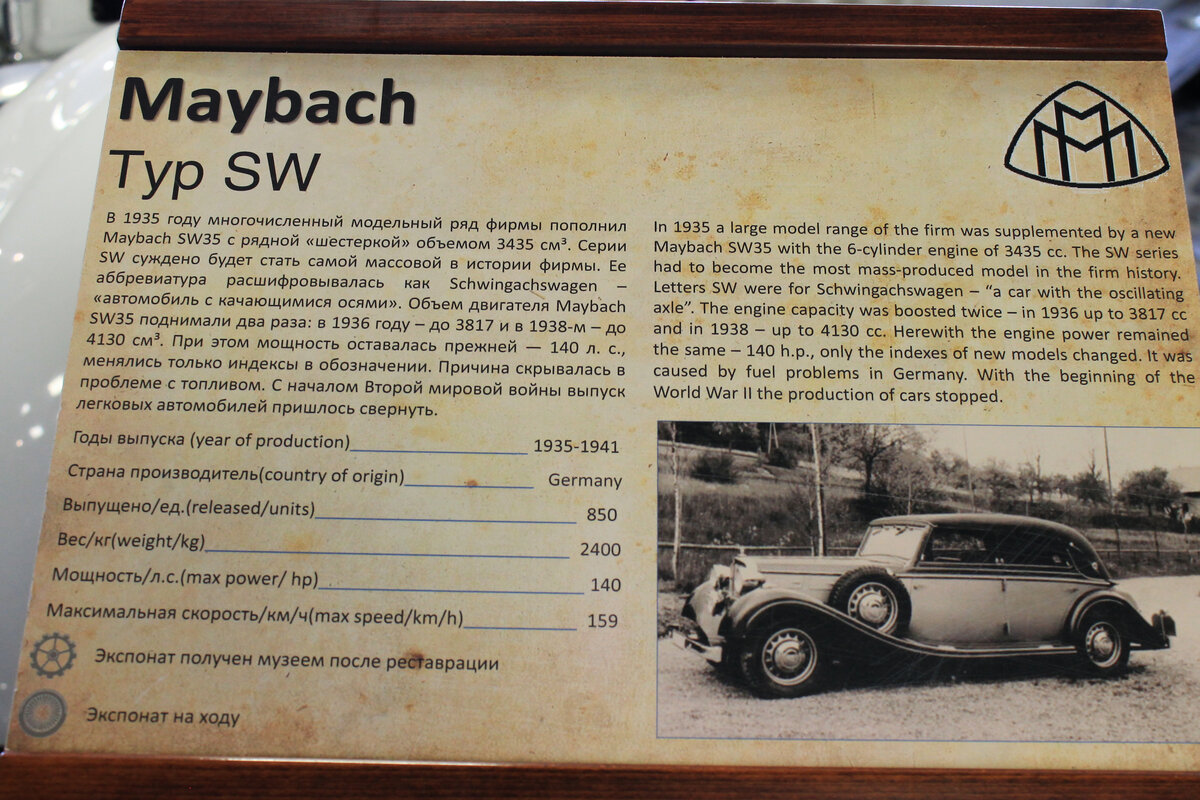 Maybach
Typ SW
В 1935 году многочисленный модельный ряд фирмы пополнил
Maybach SW35 с рядной «шестеркой» объемом 3435 см³. Серии
SW суждено будет стать самой массовой в истории фирмы. Ее
аббревиатура расшифровывалась как Schwingachswagen –
«автомобиль с качающимися осями». Объем двигателя Maybach
SW35 поднимали два раза: в 1936 году – до 3817 и в 1938-м – до
4130 см³. При этом мощность оставалась прежней — 140 л. с.,
менялись только индексы в обозначении. Причина скрывалась в
проблеме с топливом. С началом Второй мировой войны выпуск
легковых автомобилей пришлось свернуть.
Годы выпуска (year of production) 1935-1941
Страна производитель(country of origin) Germany
Выпущено/ед.(released/units) 850
Вес/кг(weight/kg) 2400
Мощность/л.с.(max power/ hp) 140
Максимальная скорость/км/ч(max speed/km/h) 159
Экспонат получен музеем после реставрации
Экспонат на ходу
In 1935 a large model range of the firm was supplemented by a new
Maybach SW35 with the 6-cylinder engine of 3435 cc. The SW series
had to become the most mass-produced model in the firm history.
Letters SW were for Schwingachswagen – “a car with the oscillating
axle”. The engine capacity was boosted twice – in 1936 up to 3817 cc
and in 1938 – up to 4130 cc. Herewith the engine power remained
the same – 140 h.p., only the indexes of new models changed. It was
caused by fuel problems in Germany. With the beginning of the
World War II the production of cars stopped.